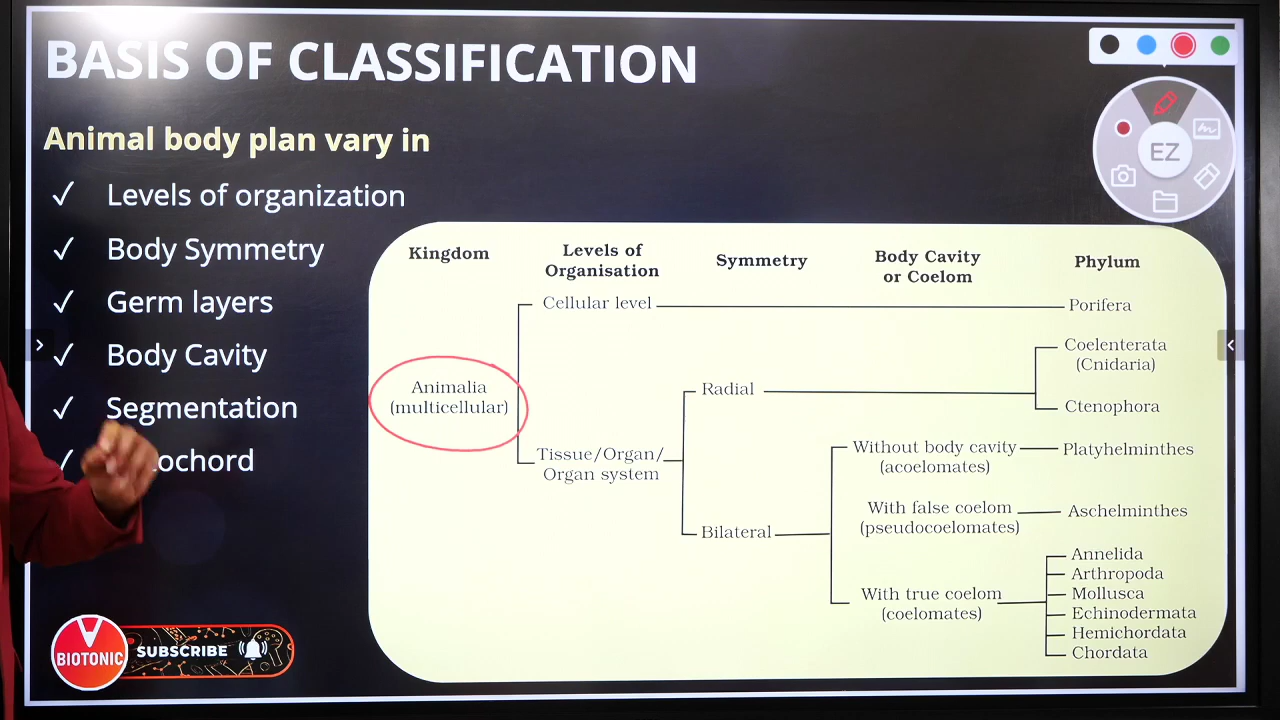 BASIS OF CLASSIFICATION
EZ
Animal body plan vary in
✓ Levels of organization
✓ Body Symmetry
✓ Germ layers
✓ Body Cavity
✓ Segmentation
Kingdom
Levels of
Organisation
Symmetry
Body Cavity
or Coelom
Phylum
Cellular level
Porifera
Coelenterata
(Cnidaria)
Animalia
(multicellular)
Radial
Ctenophora
Tissue/Organ/
Organ system
Without body cavity
(acoelomates)
Platyhelminthes
With false coelom
(pseudocoelomates)
Aschelminthes
Bilateral
With true coelom
(coelomates)
Annelida
Arthropoda
Mollusca
Echinodermata
Hemichordata
Chordata
BIOTONIC
SUBSCRIBE